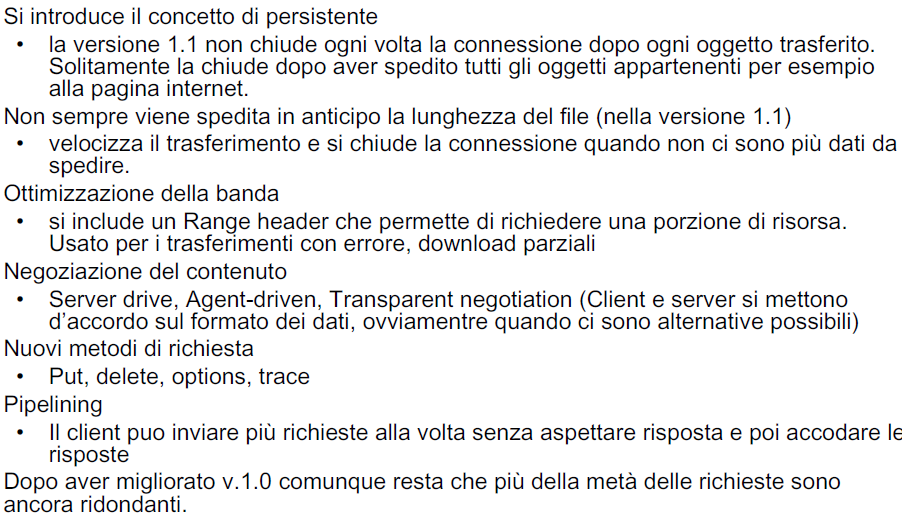 Si introduce il concetto di persistente
• la versione 1.1 non chiude ogni volta la connessione dopo ogni oggetto trasferito.
Solitamente la chiude dopo aver spedito tutti gli oggetti appartenenti per esempio
alla pagina internet.
Non sempre viene spedita in anticipo la lunghezza del file (nella versione 1.1)
• velocizza il trasferimento e si chiude la connessione quando non ci sono più dati da
spedire.
Ottimizzazione della banda
• si include un Range header che permette di richiedere una porzione di risorsa.
Usato per i trasferimenti con errore, download parziali
Negoziazione del contenuto
• Server drive, Agent-driven, Transparent negotiation (Client e server si mettono
d’accordo sul formato dei dati, ovviamentre quando ci sono alternative possibili)
Nuovi metodi di richiesta
• Put, delete, options, trace
Pipelining
• Il client puo inviare più richieste alla volta senza aspettare risposta e poi accodare le
risposte
Dopo aver migliorato v.1.0 comunque resta che più della metà delle richieste sono
ancora ridondanti.